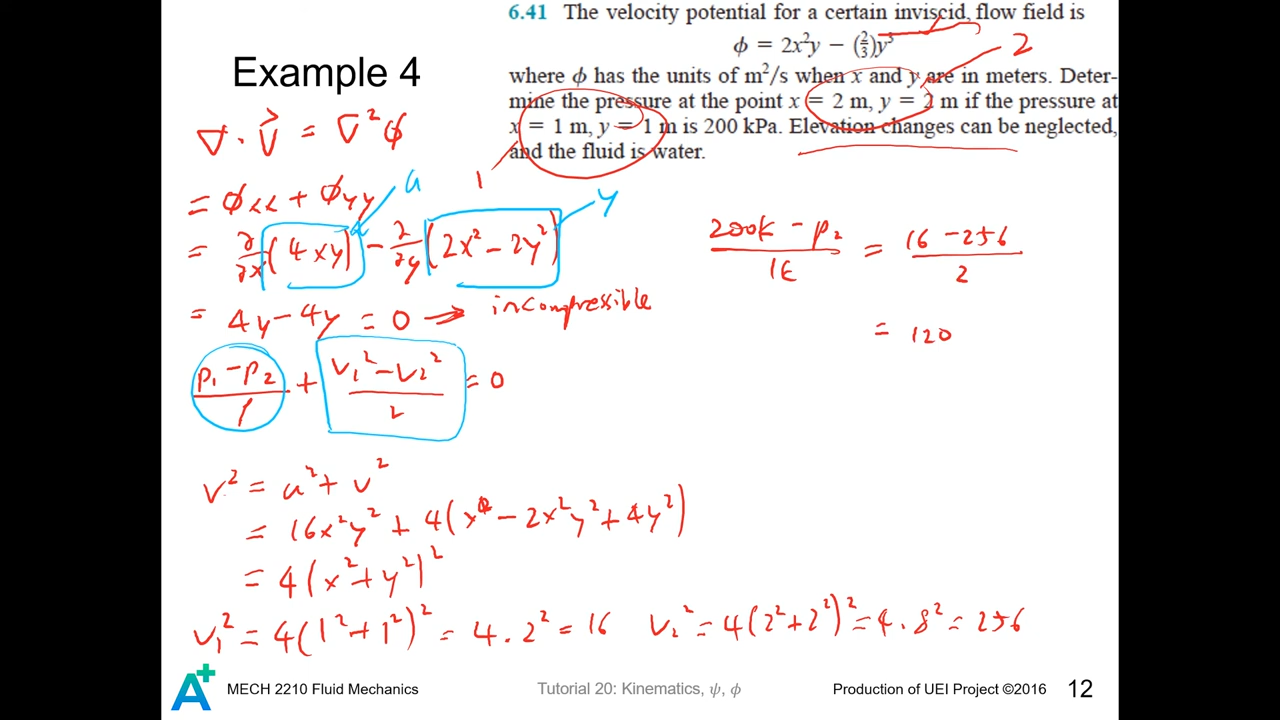 Example 4
6.41 The velocity potential for a certain inviscid, flow field is
ϕ = 2x²y − (2/3)y³
where ϕ has the units of m²/s when x and y are in meters. Deter-
mine the pressure at the point x = 2 m, y = 2 m if the pressure at
x = 1 m, y = 1 m is 200 kPa. Elevation changes can be neglected,
and the fluid is water.
2
1
∇ · V⃗ = ∇²ϕ
= ϕxx + ϕyy
u
= ∂/∂x (4xy) − ∂/∂y (2x² − 2y²)
= 4y − 4y = 0 → incompressible
(p₁ − p₂)/ρ + (V₁² − V₂²)/2 = 0
V² = u² + v²
= 16x²y² + 4(x⁴ − 2x²y² + 4y²)
= 4(x² + y²)²
V₁² = 4(1² + 1²)² = 4 · 2² = 16 V₂² = 4(2² + 2²)² = 4 · 8² = 256
(200k − p₂)/1k = (16 − 256)/2
= 120
MECH 2210 Fluid Mechanics
Tutorial 20: Kinematics, ψ, ϕ
Production of UEI Project ©2016
12
A+